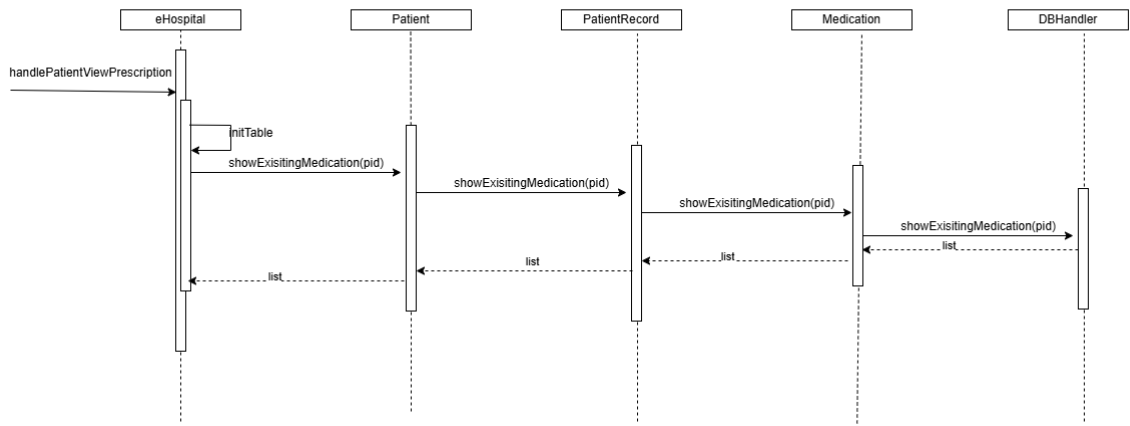 eHospital
Patient
PatientRecord
Medication
DBHandler
handlePatientViewPrescription
initTable
showExisitingMedication(pid)
showExisitingMedication(pid)
showExisitingMedication(pid)
showExisitingMedication(pid)
list
list
list
list